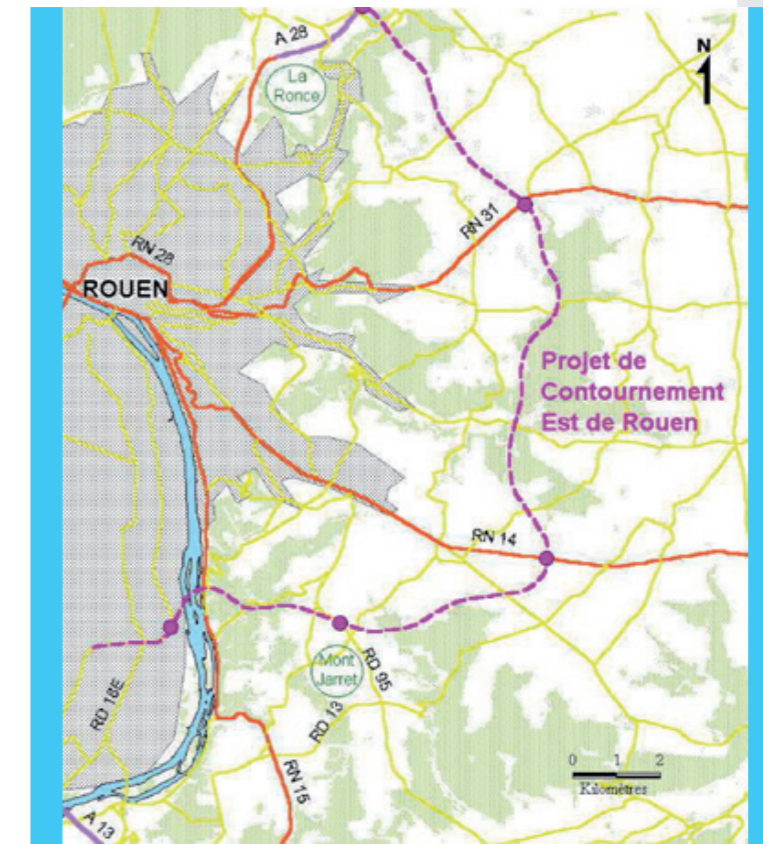 A 28
N
La
Ronce
RN 31
RN 28
ROUEN
Projet de
Contournement
Est de Rouen
RN 14
Mont
Jarret
RD 95
RD 18E
RD 13
RN 15
0 1 2
Kilomètres
A 13